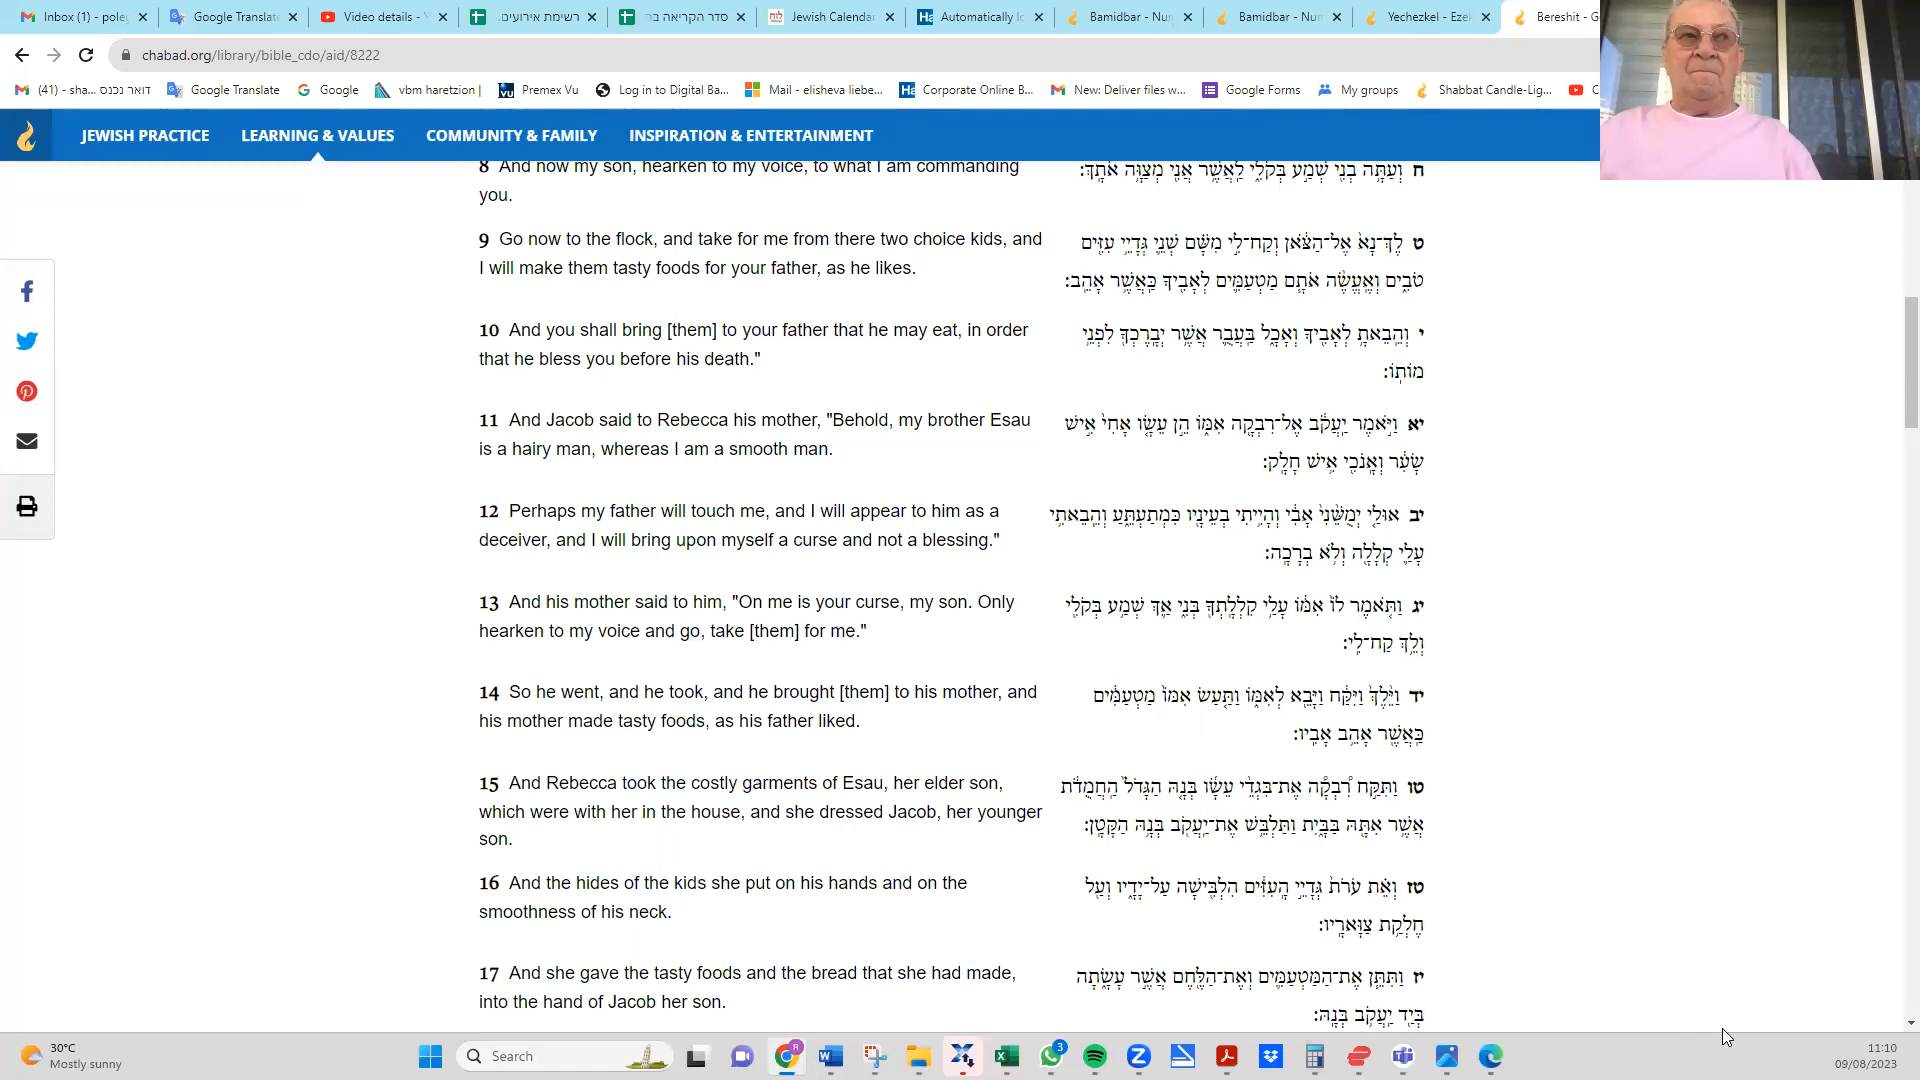 Inbox (1) - pole
Google Translat
Video details - Y
רשימת אירועים
סדר הקריאה בר
Jewish Calendar
Automatically lo
Bamidbar - Num
Bamidbar - Num
Yechezkel - Ezek
Bereshit - G
chabad.org/library/bible_cdo/aid/8222
(41) - sha... דואר נכנס
Google Translate
Google
vbm haretzion |
Premex Vu
Log in to Digital Ba...
Mail - elisheva liebe...
Corporate Online B...
New: Deliver files w...
Google Forms
My groups
Shabbat Candle-Lig...
JEWISH PRACTICE
LEARNING & VALUES
COMMUNITY & FAMILY
INSPIRATION & ENTERTAINMENT
8 And now my son, hearken to my voice, to what I am commanding
you.
ח וְעַתָּ֥ה בְנִ֖י שְׁמַ֣ע בְּקֹלִ֑י לַֽאֲשֶׁ֥ר אֲנִ֖י מְצַוָּ֥ה אֹתָֽךְ:
9 Go now to the flock, and take for me from there two choice kids, and
I will make them tasty foods for your father, as he likes.
ט לֶךְ־נָא֙ אֶל־הַצֹּ֔אן וְקַח־לִ֣י מִשָּׁ֗ם שְׁנֵ֛י גְּדָיֵ֥י עִזִּ֖ים
טֹבִ֑ים וְאֶֽעֱשֶׂ֨ה אֹתָ֧ם מַטְעַמִּ֛ים לְאָבִ֖יךָ כַּֽאֲשֶׁ֥ר אָהֵֽב:
10 And you shall bring [them] to your father that he may eat, in order
that he bless you before his death."
י וְהֵֽבֵאתָ֥ לְאָבִ֖יךָ וְאָכָ֑ל בַּֽעֲבֻ֛ר אֲשֶׁ֥ר יְבָֽרֶכְךָ֖ לִפְנֵ֥י
מוֹתֽוֹ:
11 And Jacob said to Rebecca his mother, "Behold, my brother Esau
is a hairy man, whereas I am a smooth man.
יא וַיֹּ֣אמֶר יַֽעֲקֹ֔ב אֶל־רִבְקָ֖ה אִמּ֑וֹ הֵ֣ן עֵשָׂ֤ו אָחִי֙ אִ֣ישׁ
שָׂעִ֔ר וְאָֽנֹכִ֖י אִ֥ישׁ חָלָֽק:
12 Perhaps my father will touch me, and I will appear to him as a
deceiver, and I will bring upon myself a curse and not a blessing."
יב אוּלַ֤י יְמֻשֵּׁ֨נִי֙ אָבִ֔י וְהָיִ֥יתִי בְעֵינָ֖יו כִּמְתַעְתֵּ֑עַ וְהֵֽבֵאתִ֥י
עָלַ֛י קְלָלָ֖ה וְלֹ֥א בְרָכָֽה:
13 And his mother said to him, "On me is your curse, my son. Only
hearken to my voice and go, take [them] for me."
יג וַתֹּ֤אמֶר לוֹ֙ אִמּ֔וֹ עָלַ֥י קִלְלָֽתְךָ֖ בְּנִ֑י אַ֛ךְ שְׁמַ֥ע בְּקֹלִ֖י
וְלֵ֥ךְ קַח־לִֽי:
14 So he went, and he took, and he brought [them] to his mother, and
his mother made tasty foods, as his father liked.
יד וַיֵּ֨לֶךְ֙ וַיִּקַּ֔ח וַיָּבֵ֖א לְאִמּ֑וֹ וַתַּ֤עַשׂ אִמּוֹ֙ מַטְעַמִּ֔ים
כַּֽאֲשֶׁ֖ר אָהֵ֥ב אָבִֽיו:
15 And Rebecca took the costly garments of Esau, her elder son,
which were with her in the house, and she dressed Jacob, her younger
son.
טו וַתִּקַּ֣ח רִ֠בְקָ֠ה אֶת־בִּגְדֵ֨י עֵשָׂ֜ו בְּנָ֤הּ הַגָּדֹל֙ הַֽחֲמֻדֹ֔ת
אֲשֶׁ֥ר אִתָּ֖הּ בַּבָּ֑יִת וַתַּלְבֵּ֥שׁ אֶת־יַֽעֲקֹ֖ב בְּנָ֥הּ הַקָּטָֽן:
16 And the hides of the kids she put on his hands and on the
smoothness of his neck.
טז וְאֵ֗ת עֹרֹת֙ גְּדָיֵ֣י הָֽעִזִּ֔ים הִלְבִּ֖ישָׁה עַל־יָדָ֑יו וְעַ֖ל
חֶלְקַ֥ת צַוָּארָֽיו:
17 And she gave the tasty foods and the bread that she had made,
into the hand of Jacob her son.
יז וַתִּתֵּ֧ן אֶת־הַמַּטְעַמִּ֛ים וְאֶת־הַלֶּ֖חֶם אֲשֶׁ֣ר עָשָׂ֑תָה
בְּיַ֖ד יַֽעֲקֹ֥ב בְּנָֽהּ:
30°C
Mostly sunny
Search
3
11:10
09/08/2023